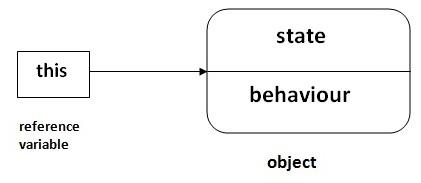 this
state
behaviour
reference
variable
object